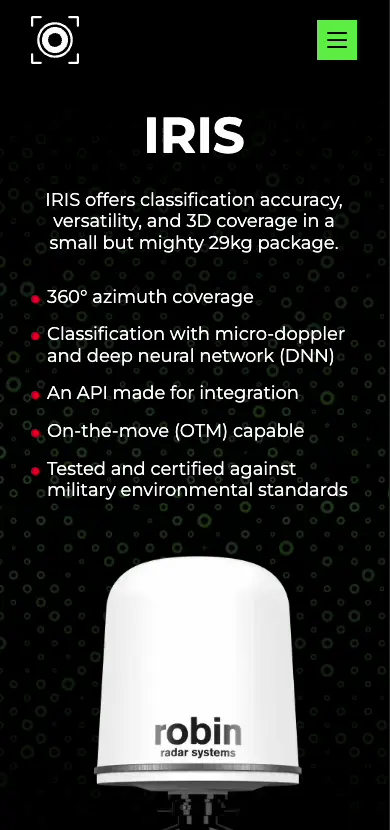 IRIS
IRIS offers classification accuracy,
versatility, and 3D coverage in a
small but mighty 29kg package.
360° azimuth coverage
Classification with micro-doppler
and deep neural network (DNN)
An API made for integration
On-the-move (OTM) capable
Tested and certified against
military environmental standards
robin
radar systems